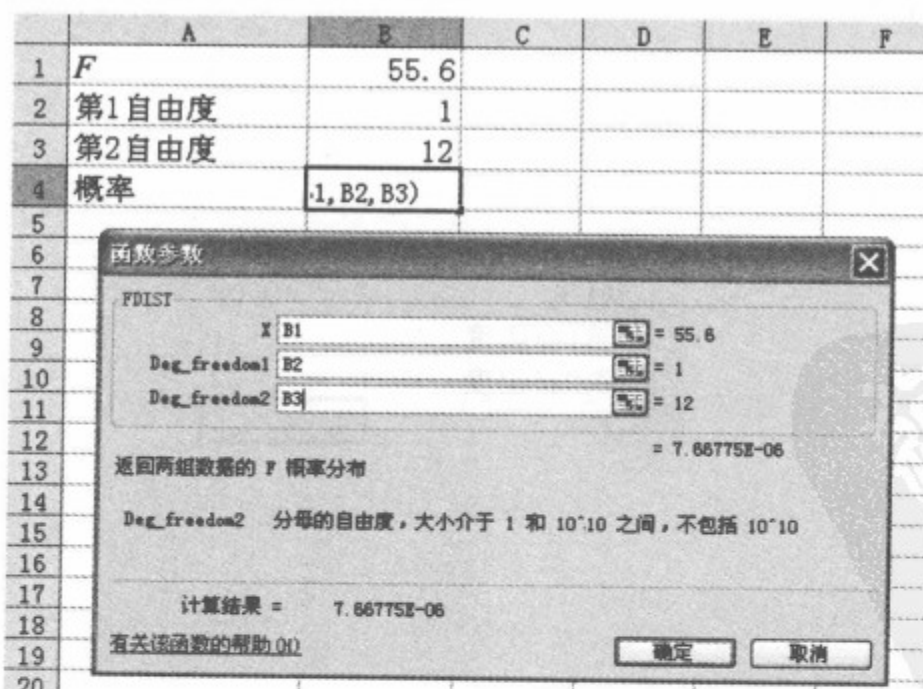 A B C D E F
1 F 55.6
2 第1自由度 1
3 第2自由度 12
4 概率 1,B2,B3)
5
6 函数参数
7
8 FDIST
9 X B1 = 55.6
10 Deg_freedom1 B2 = 1
11 Deg_freedom2 B3 = 12
12 = 7.66775E-06
13 返回两组数据的 F 概率分布
14
15 Deg_freedom2 分母的自由度，大小介于 1 和 10^10 之间，不包括 10^10
16
17 计算结果 = 7.66775E-06
18
19 有关该函数的帮助(H) 确定 取消
20